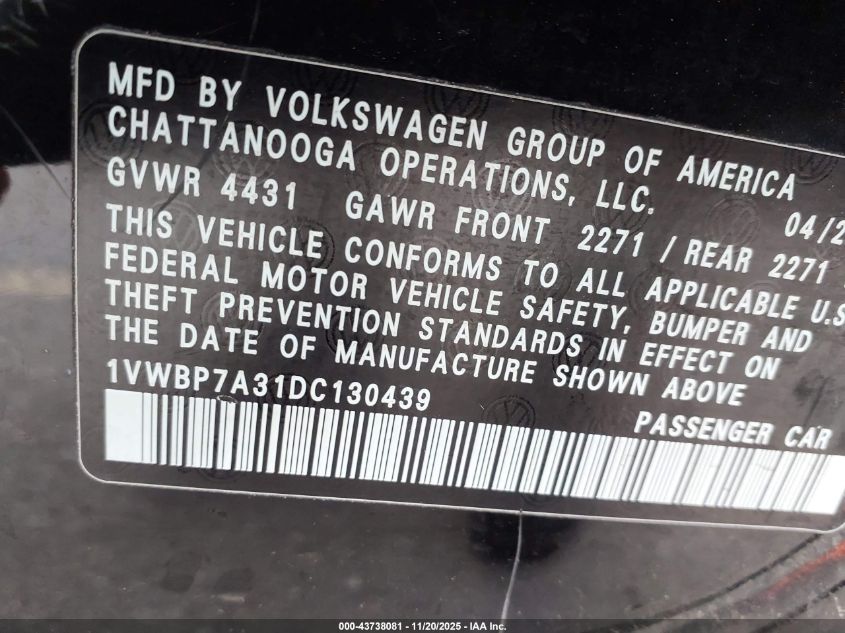 MFD BY VOLKSWAGEN GROUP OF AMERICA
CHATTANOOGA OPERATIONS, LLC.
GVWR 4431 GAWR FRONT 2271 / REAR 2271 04/2
THIS VEHICLE CONFORMS TO ALL APPLICABLE U.S
FEDERAL MOTOR VEHICLE SAFETY, BUMPER AND
THEFT PREVENTION STANDARDS IN EFFECT ON
THE DATE OF MANUFACTURE SHOWN ABOVE
1VWBP7A31DC130439
PASSENGER CAR
000-43738081 - 11/20/2025 - IAA Inc.